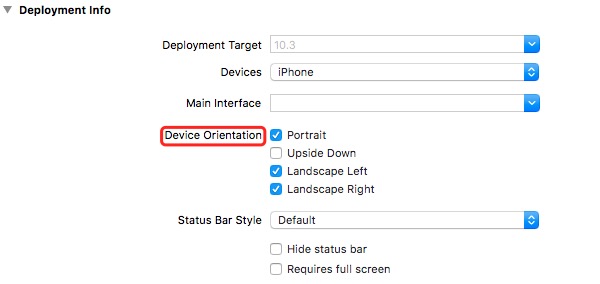 Deployment Info
Deployment Target 10.3
Devices iPhone
Main Interface
Device Orientation Portrait
Upside Down
Landscape Left
Landscape Right
Status Bar Style Default
Hide status bar
Requires full screen